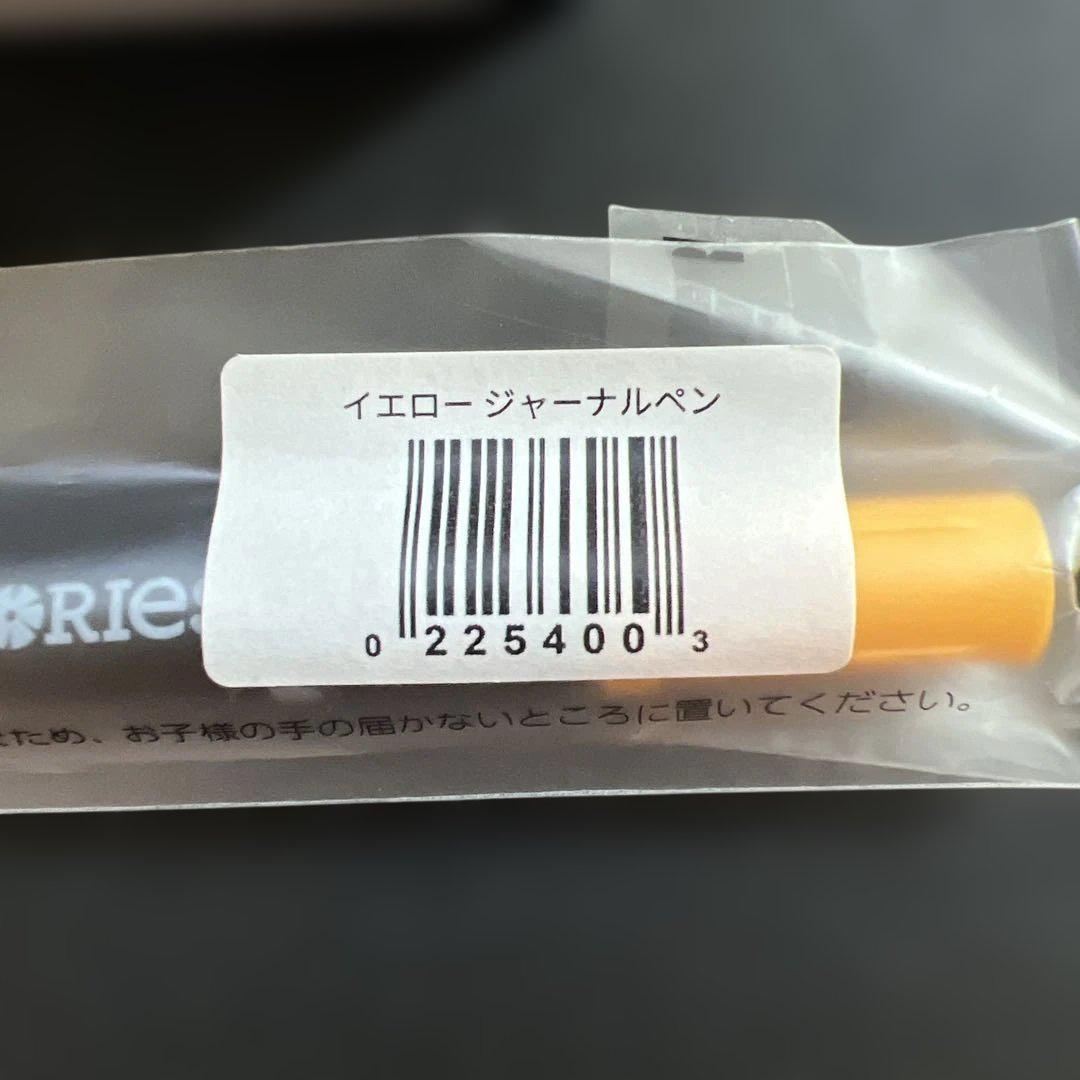 イエロー ジャーナルペン
0 225400 3
RIes
ため、お子様の手の届かないところに置いてください。